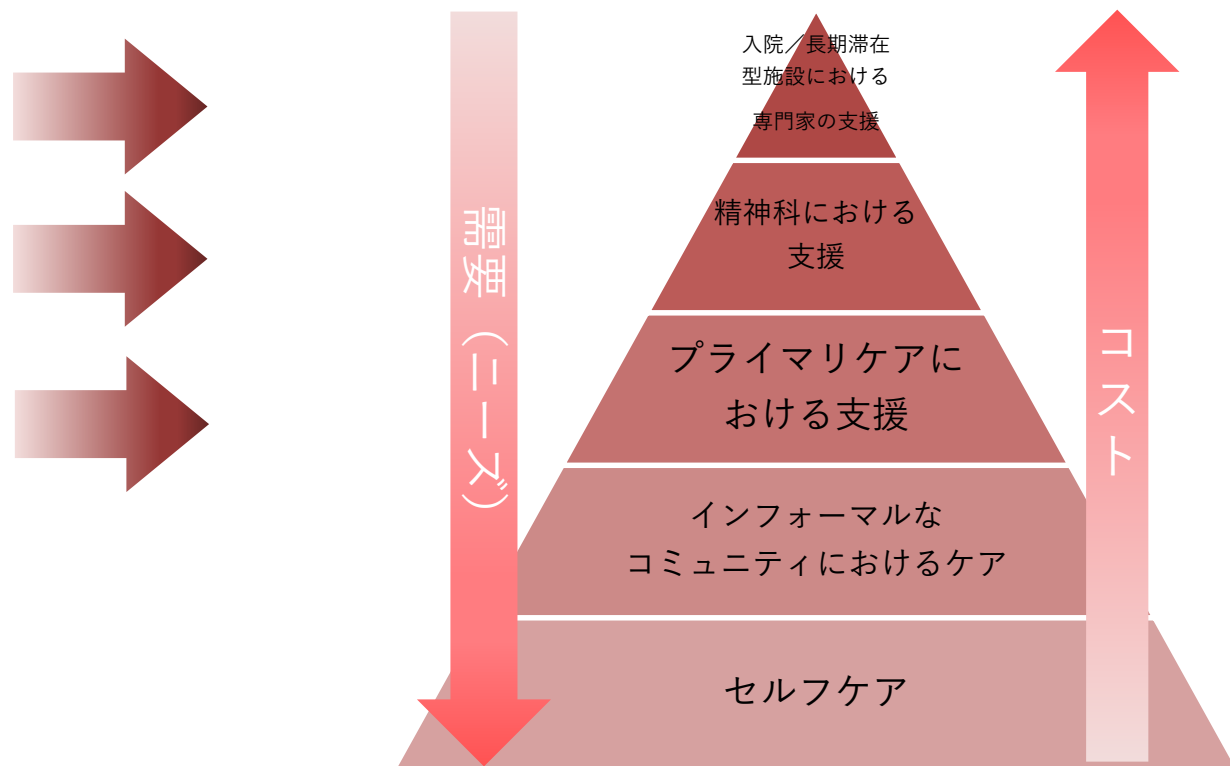 入院／長期滞在
型施設における
専門家の支援
精神科における
支援
プライマリケアに
おける支援
インフォーマルな
コミュニティにおけるケア
セルフケア
需要（ニーズ）
コスト